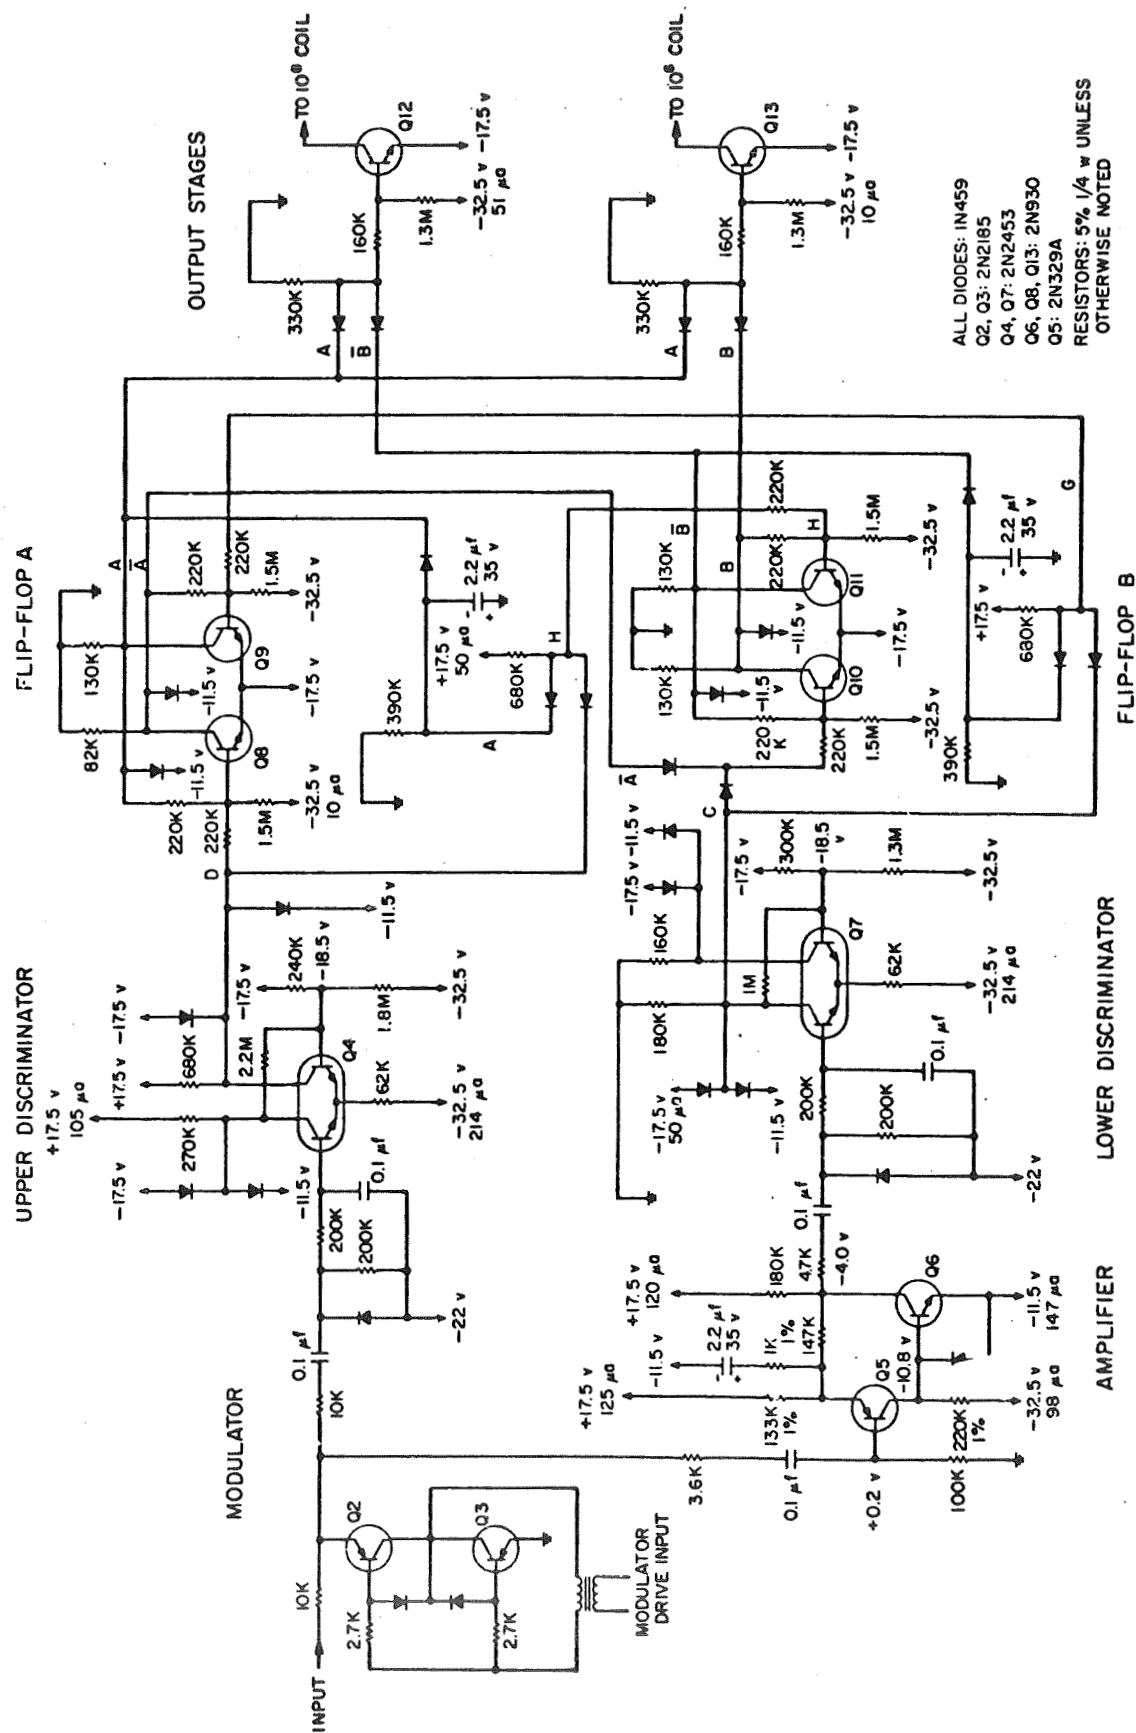 UPPER DISCRIMINATOR
FLIP-FLOP A
OUTPUT STAGES
MODULATOR
INPUT
10K
2.7K
2.7K
Q2
Q3
MODULATOR
DRIVE INPUT
10K
0.1 µf
200K
200K
0.1 µf
-22 v
-17.5 v
-11.5 v
+17.5 v
105 µa
270K
+17.5 v
680K
-17.5 v
2.2M
-17.5 v
240K
-18.5 v
1.8M
-32.5 v
Q4
62K
-32.5 v
214 µa
-11.5 v
D
220K
220K
1.5M
-32.5 v
10 µa
-11.5 v
82K
130K
Q8
Q9
-11.5 v
-17.5 v
A
A̅
220K
220K
1.5M
-32.5 v
390K
+17.5 v
50 µa
680K
A
H
2.2 µf
35 v
330K
A
B̅
160K
1.3M
-32.5 v
51 µa
-17.5 v
Q12
TO 10⁸ COIL
330K
A
B
160K
1.3M
-32.5 v
10 µa
-17.5 v
Q13
TO 10⁶ COIL
3.6K
0.1 µf
+0.2 v
100K
+17.5 v
125 µa
133K
1%
-11.5 v
2.2 µf
35 v
1K
1%
147K
Q5
-10.8 v
220K
1%
-32.5 v
98 µa
+17.5 v
120 µa
180K
47K
-4.0 v
Q6
-11.5 v
147 µa
AMPLIFIER
0.1 µf
200K
200K
0.1 µf
-22 v
-17.5 v
50 µa
-11.5 v
180K
160K
1M
-17.5 v
-11.5 v
-17.5 v
300K
-18.5
v
1.3M
-32.5 v
Q7
62K
-32.5 v
214 µa
LOWER DISCRIMINATOR
C
A̅
220
K
220K
1.5M
-32.5 v
130K
-11.5
v
Q10
-11.5 v
-17.5 v
Q11
130K
B̅
B
220K
220K
H
1.5M
-32.5 v
390K
+17.5 v
680K
2.2 µf
35 v
G
FLIP-FLOP B
ALL DIODES: 1N459
Q2, Q3: 2N2185
Q4, Q7: 2N2453
Q6, Q8, Q13: 2N930
Q5: 2N329A
RESISTORS: 5% 1/4 w UNLESS
OTHERWISE NOTED